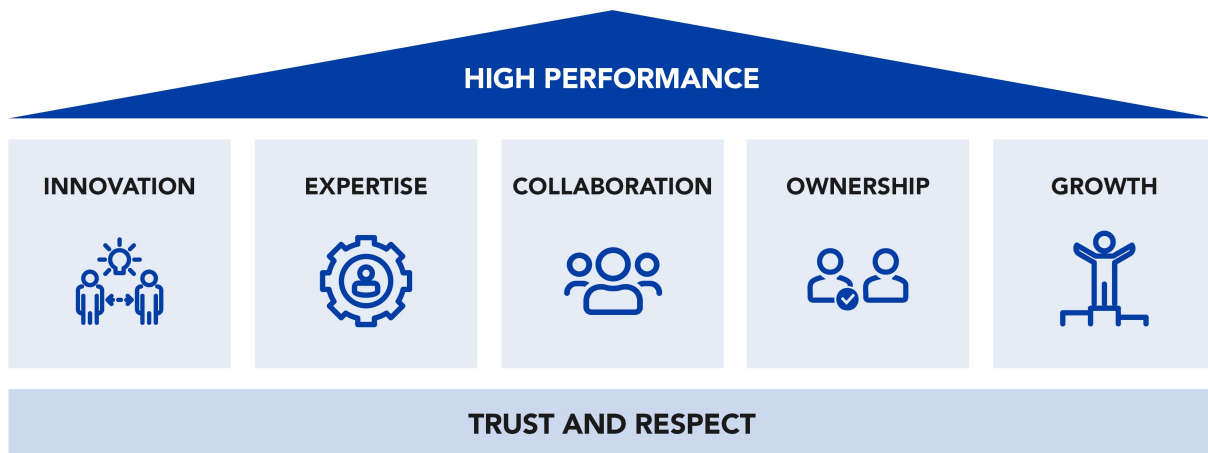 HIGH PERFORMANCE
INNOVATION
EXPERTISE
COLLABORATION
OWNERSHIP
GROWTH
TRUST AND RESPECT